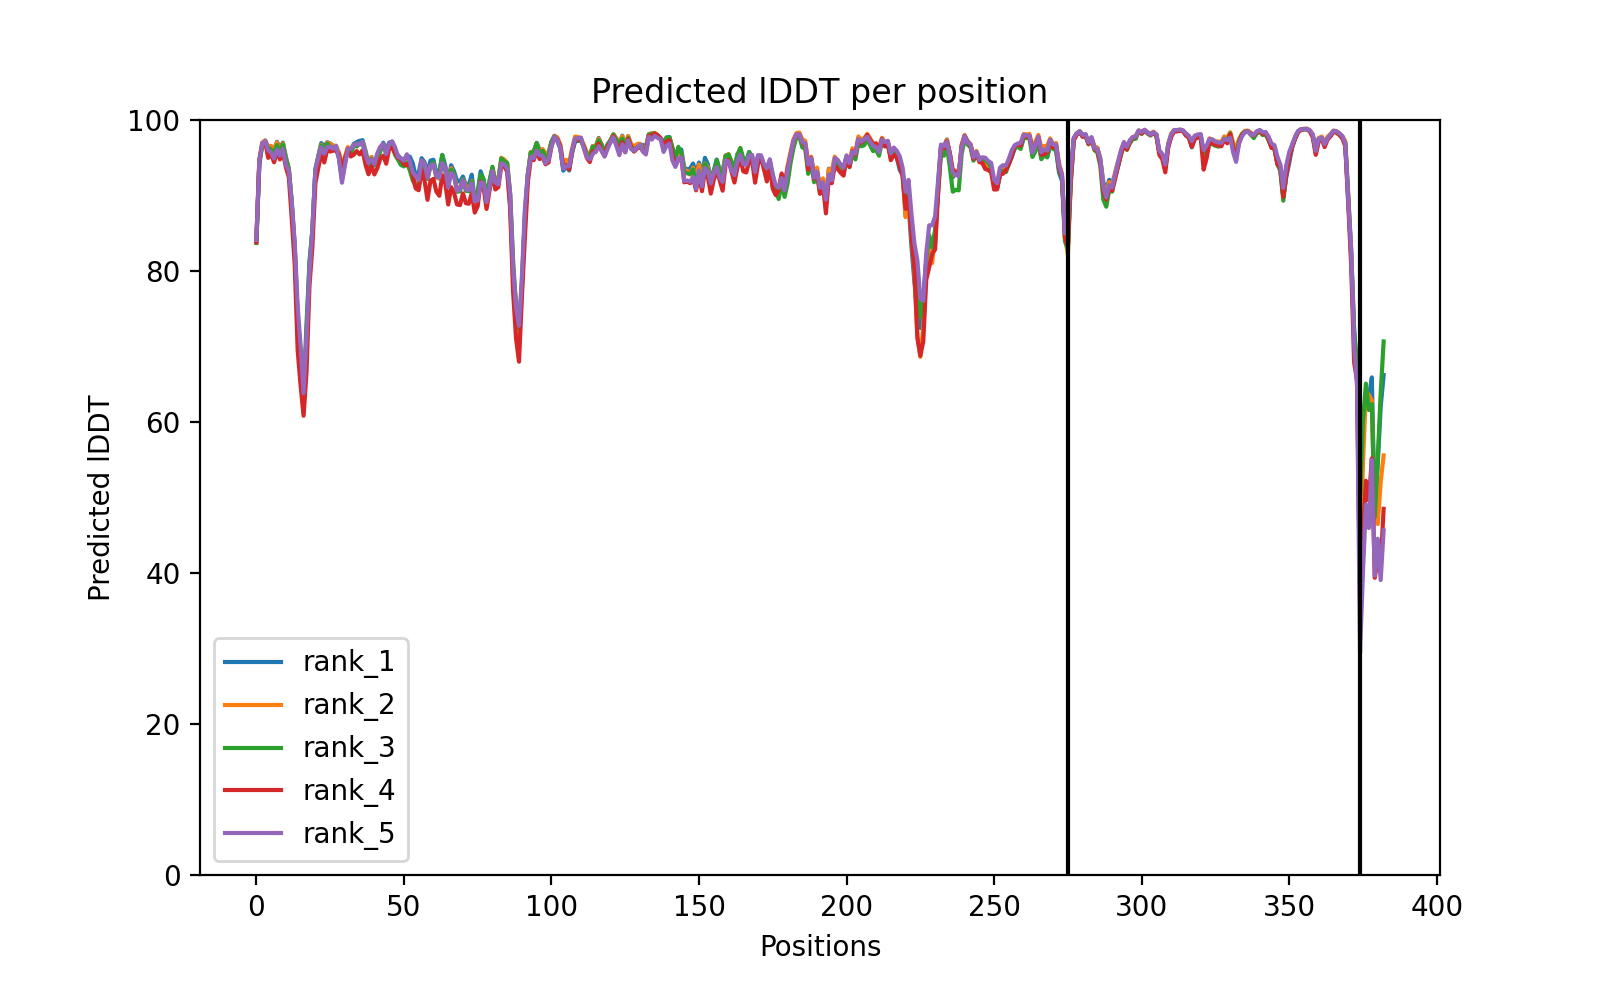 Predicted lDDT per position
100
80
60
40
20
0
Predicted lDDT
rank_1
rank_2
rank_3
rank_4
rank_5
0 50 100 150 200 250 300 350 400
Positions